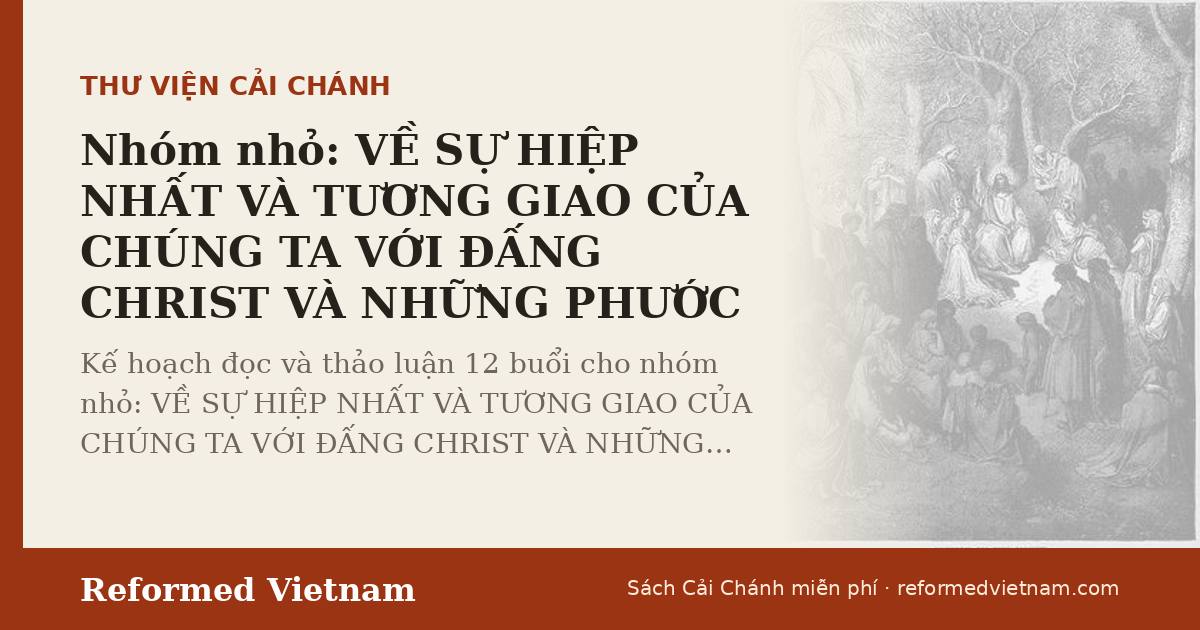 THƯ VIỆN CẢI CHÁNH
Nhóm nhỏ: VỀ SỰ HIỆP
NHẤT VÀ TƯƠNG GIAO CỦA
CHÚNG TA VỚI ĐẤNG
CHRIST VÀ NHỮNG PHƯỚC
Kế hoạch đọc và thảo luận 12 buổi cho nhóm
nhỏ: VỀ SỰ HIỆP NHẤT VÀ TƯƠNG GIAO CỦA
CHÚNG TA VỚI ĐẤNG CHRIST VÀ NHỮNG...
Reformed Vietnam
Sách Cải Chánh miễn phí · reformedvietnam.com